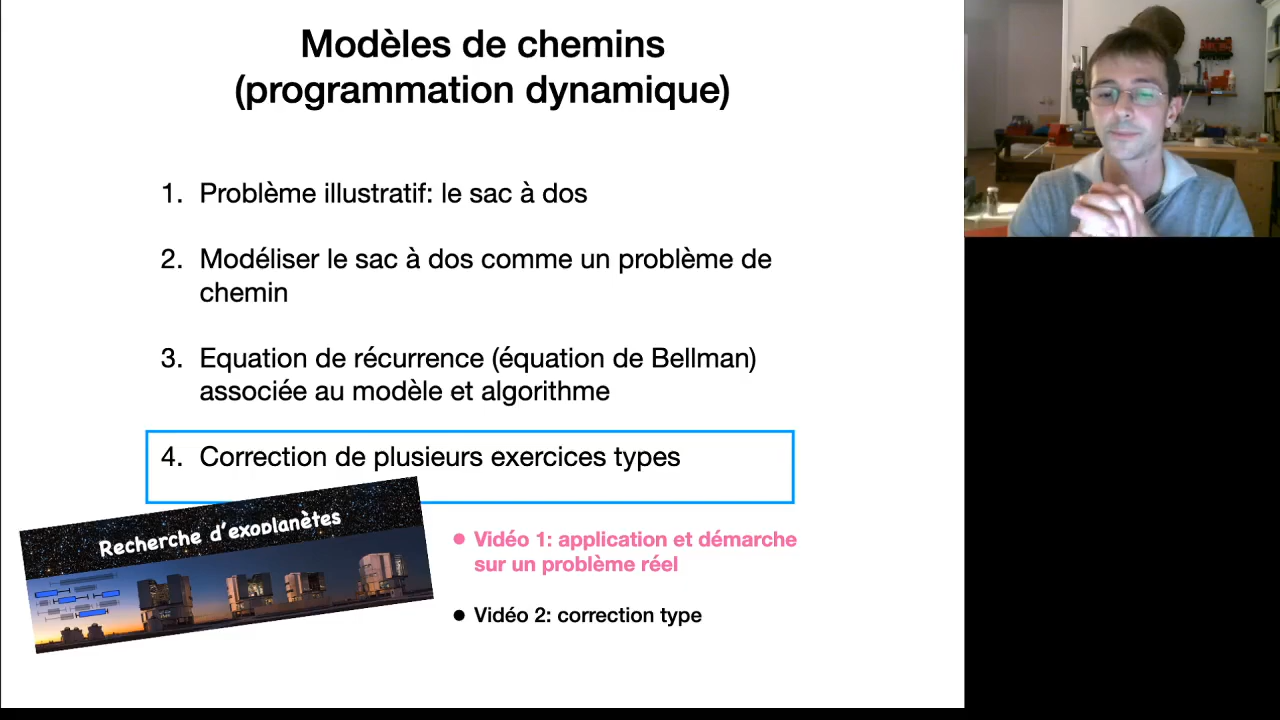 Modèles de chemins
(programmation dynamique)
1. Problème illustratif: le sac à dos
2. Modéliser le sac à dos comme un problème de
chemin
3. Equation de récurrence (équation de Bellman)
associée au modèle et algorithme
4. Correction de plusieurs exercices types
Recherche d'exoplanètes
• Vidéo 1: application et démarche
sur un problème réel
• Vidéo 2: correction type